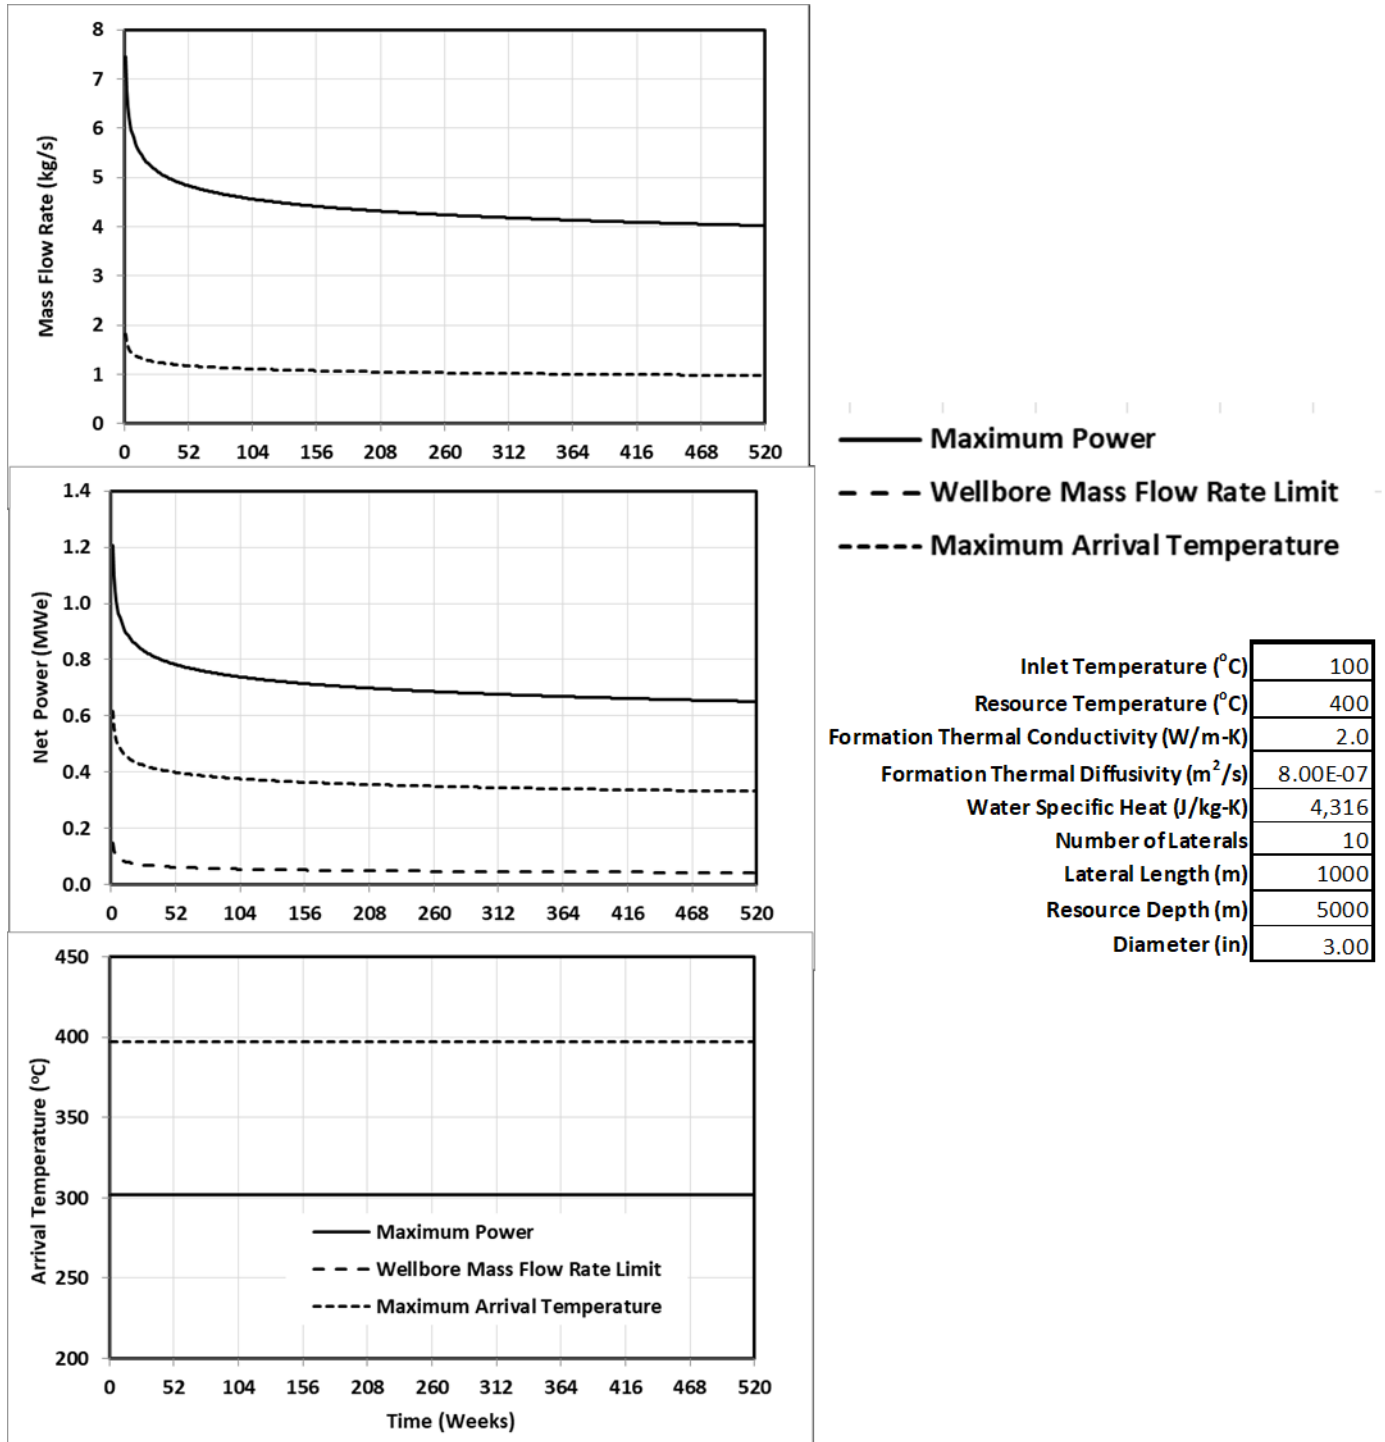 8
7
6
5
4
3
2
1
0
Mass Flow Rate (kg/s)
0 52 104 156 208 260 312 364 416 468 520
1.4
1.2
1.0
0.8
0.6
0.4
0.2
0.0
Net Power (MWe)
0 52 104 156 208 260 312 364 416 468 520
450
400
350
300
250
200
Arrival Temperature (°C)
Maximum Power
Wellbore Mass Flow Rate Limit
Maximum Arrival Temperature
0 52 104 156 208 260 312 364 416 468 520
Time (Weeks)
Maximum Power
Wellbore Mass Flow Rate Limit
Maximum Arrival Temperature
Inlet Temperature (°C) 100
Resource Temperature (°C) 400
Formation Thermal Conductivity (W/m-K) 2.0
Formation Thermal Diffusivity (m²/s) 8.00E-07
Water Specific Heat (J/kg-K) 4,316
Number of Laterals 10
Lateral Length (m) 1000
Resource Depth (m) 5000
Diameter (in) 3.00